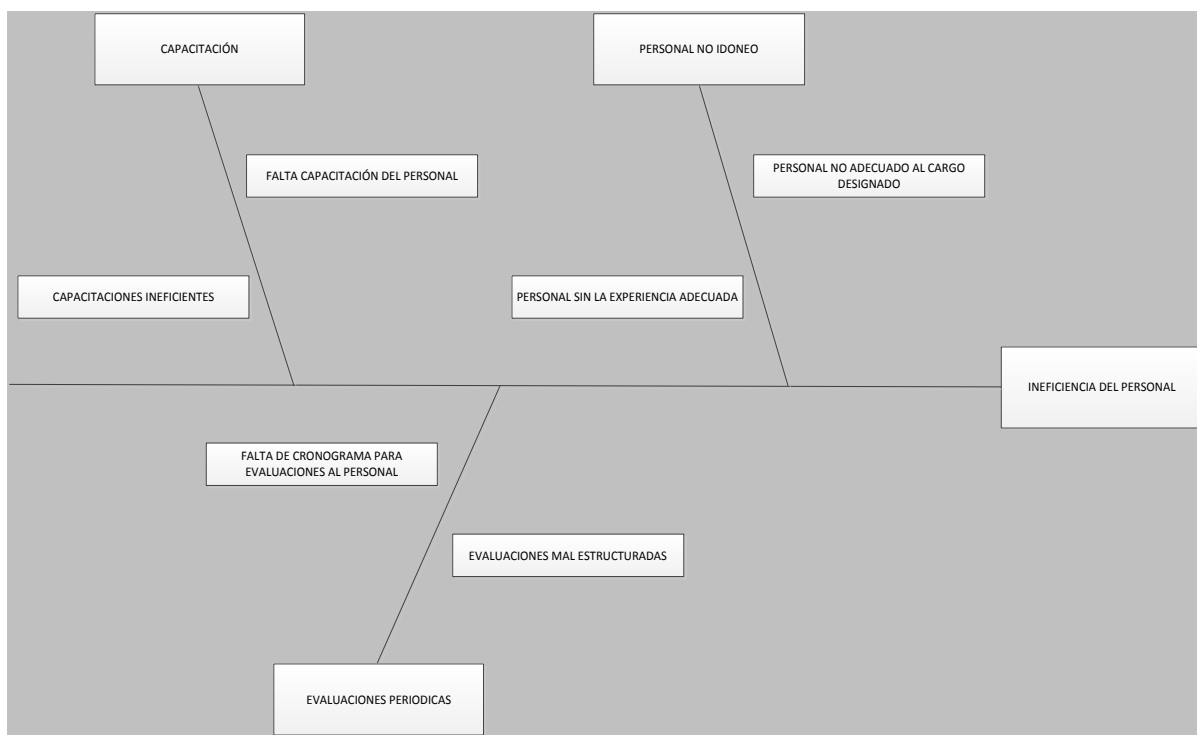 CAPACITACIÓN
PERSONAL NO IDONEO
FALTA CAPACITACIÓN DEL PERSONAL
PERSONAL NO ADECUADO AL CARGO
DESIGNADO
CAPACITACIONES INEFICIENTES
PERSONAL SIN LA EXPERIENCIA ADECUADA
INEFICIENCIA DEL PERSONAL
FALTA DE CRONOGRAMA PARA
EVALUACIONES AL PERSONAL
EVALUACIONES MAL ESTRUCTURADAS
EVALUACIONES PERIODICAS